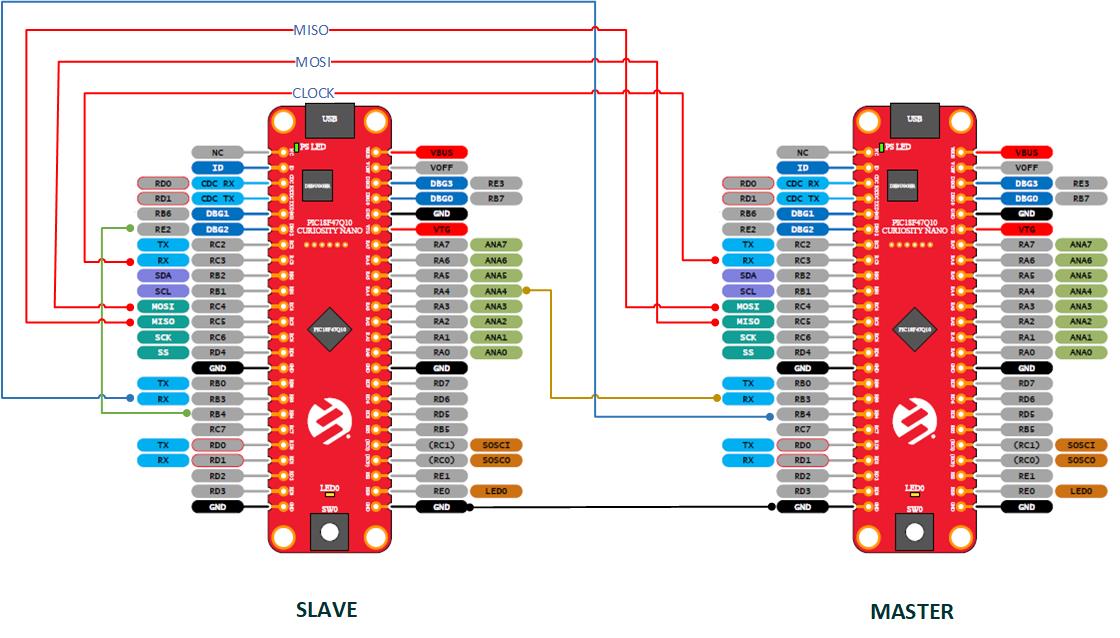 MISO
MOSI
CLOCK
USB
PS LED
NC VBUS
ID VOFF
RD0 CDC RX DEBUGGER DBG3 RE3
RD1 CDC TX DBG0 RB7
RB6 DBG1 GND
PIC18F47Q10
CURIOSITY NANO
RE2 DBG2 VTG
TX RC2 RA7 ANA7
RX RC3 RA6 ANA6
SDA RB2 RA5 ANA5
SCL RB1 RA4 ANA4
MOSI RC4 RA3 ANA3
MISO RC5 RA2 ANA2
PIC18F47Q10
SCK RC6 RA1 ANA1
SS RD4 RA0 ANA0
GND GND
TX RB0 RD7
RX RB3 RD6
RB4 RD5
RC7 RB5
TX RD0 (RC1) SOSCI
RX RD1 (RC0) SOSCO
RD2 RE1
RD3 LED0 RE0 LED0
GND SW0 GND
SLAVE
USB
PS LED
NC VBUS
ID VOFF
RD0 CDC RX DEBUGGER DBG3 RE3
RD1 CDC TX DBG0 RB7
RB6 DBG1 GND
PIC18F47Q10
CURIOSITY NANO
RE2 DBG2 VTG
TX RC2 RA7 ANA7
RX RC3 RA6 ANA6
SDA RB2 RA5 ANA5
SCL RB1 RA4 ANA4
MOSI RC4 RA3 ANA3
MISO RC5 RA2 ANA2
PIC18F47Q10
SCK RC6 RA1 ANA1
SS RD4 RA0 ANA0
GND GND
TX RB0 RD7
RX RB3 RD6
RB4 RD5
RC7 RB5
TX RD0 (RC1) SOSCI
RX RD1 (RC0) SOSCO
RD2 RE1
RD3 LED0 RE0 LED0
GND SW0 GND
MASTER